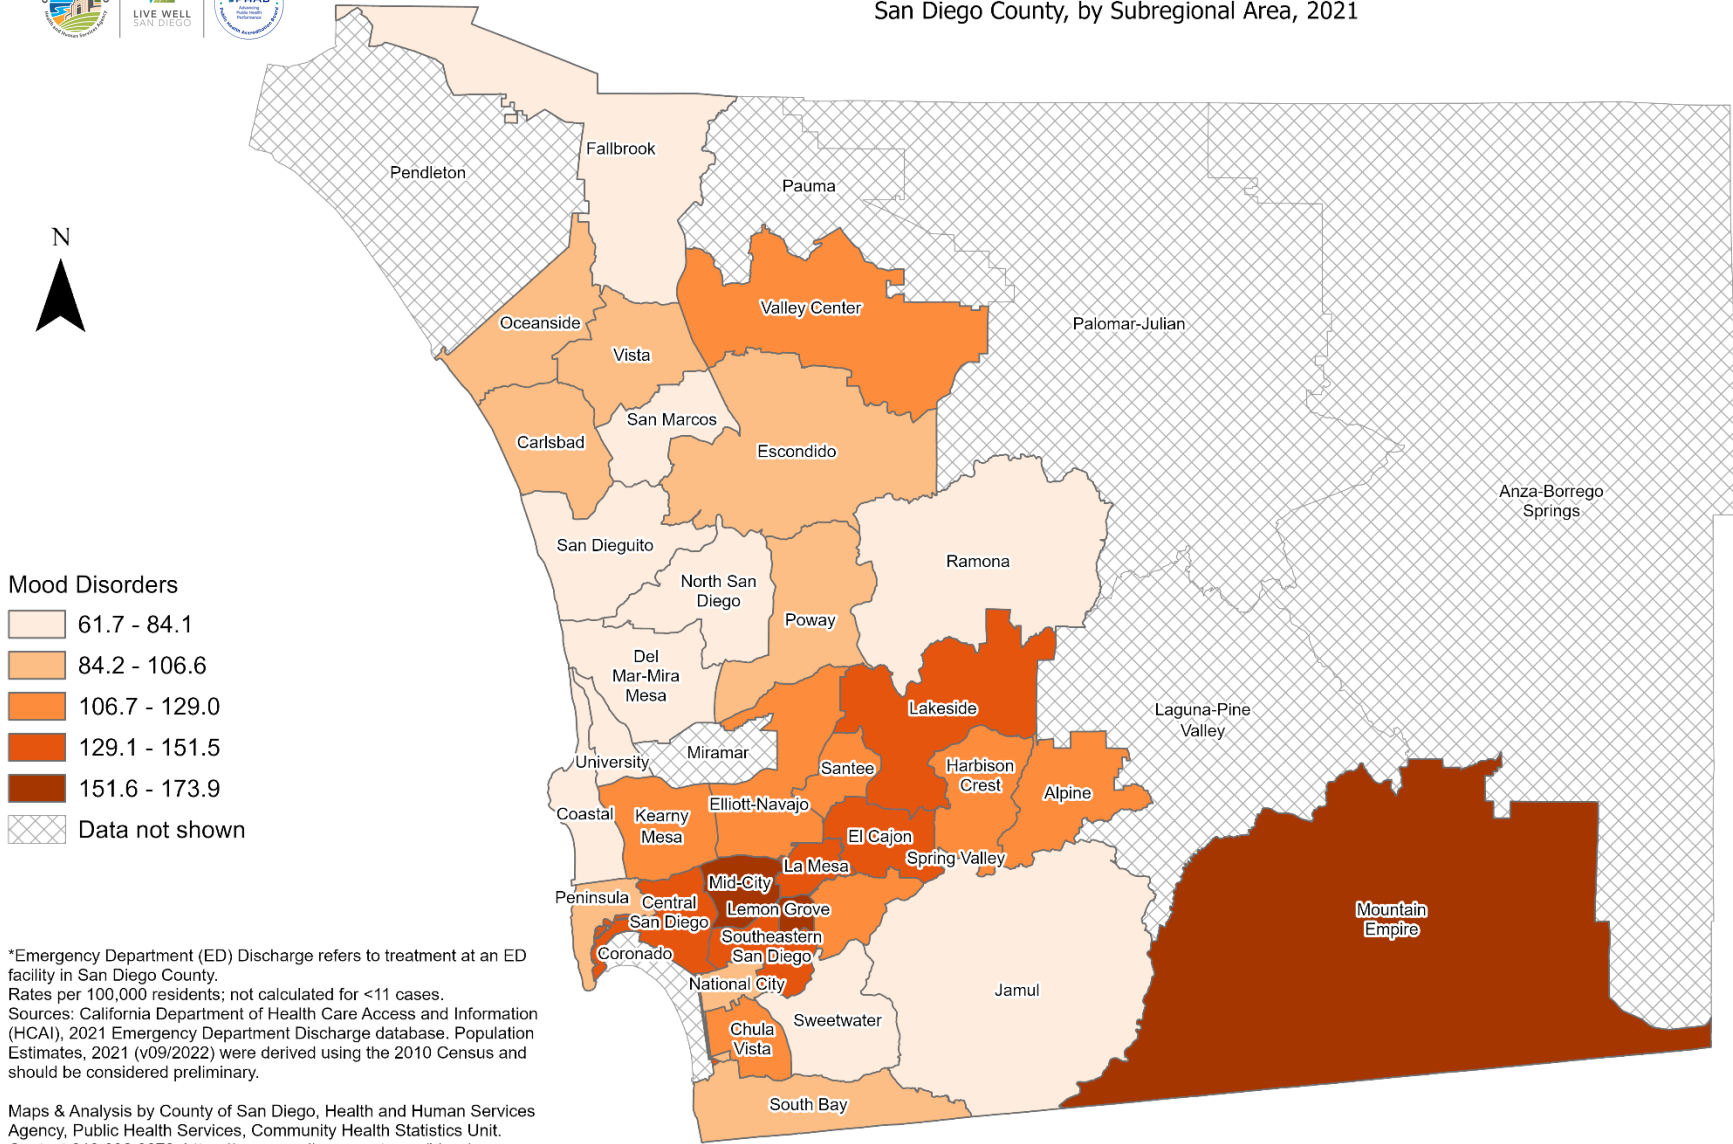 LIVE WELL
SAN DIEGO
San Diego County, by Subregional Area, 2021
N
Fallbrook
Pendleton
Pauma
Valley Center
Oceanside
Palomar-Julian
Vista
San Marcos
Carlsbad
Escondido
Anza-Borrego
Springs
San Dieguito
Ramona
North San
Diego
Poway
Del
Mar-Mira
Mesa
Lakeside
Laguna-Pine
Valley
Miramar
University
Santee
Harbison
Crest
Alpine
Elliott-Navajo
Coastal
Kearny
Mesa
El Cajon
Spring Valley
La Mesa
Mid-City
Peninsula
Central
San Diego
Lemon Grove
Mountain
Empire
Southeastern
San Diego
Coronado
National City
Jamul
Sweetwater
Chula
Vista
South Bay
Mood Disorders
61.7 - 84.1
84.2 - 106.6
106.7 - 129.0
129.1 - 151.5
151.6 - 173.9
Data not shown
*Emergency Department (ED) Discharge refers to treatment at an ED
facility in San Diego County.
Rates per 100,000 residents; not calculated for <11 cases.
Sources: California Department of Health Care Access and Information
(HCAI), 2021 Emergency Department Discharge database. Population
Estimates, 2021 (v09/2022) were derived using the 2010 Census and
should be considered preliminary.
Maps & Analysis by County of San Diego, Health and Human Services
Agency, Public Health Services, Community Health Statistics Unit.